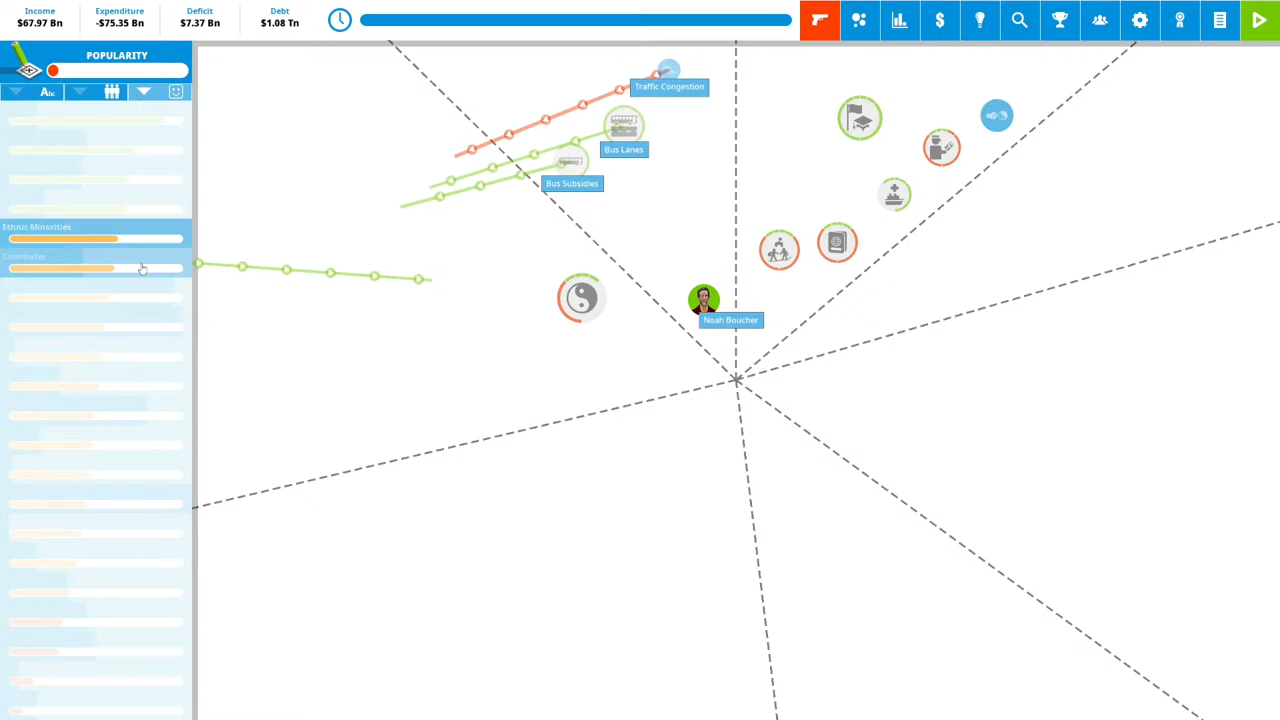 Income
$67.97 Bn
Expenditure
-$75.35 Bn
Deficit
$7.37 Bn
Debt
$1.08 Tn
$
POPULARITY
Abc
Ethnic Minorities
Commuter
Traffic Congestion
Bus Lanes
Bus Subsidies
Noah Boucher